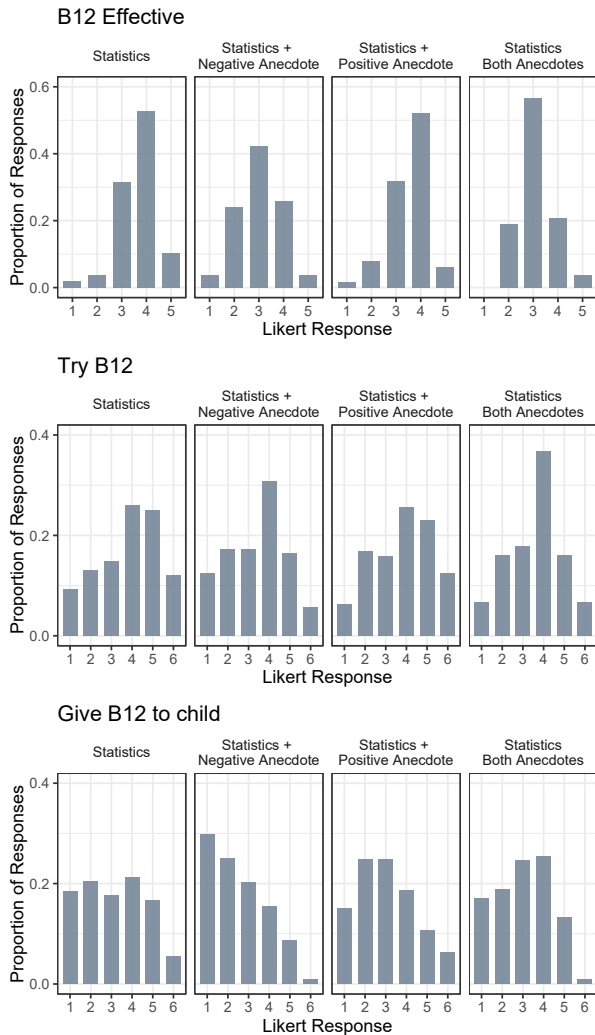 B12 Effective
Statistics
Statistics +
Negative Anecdote
Statistics +
Positive Anecdote
Statistics
Both Anecdotes
Proportion of Responses
0.6
0.4
0.2
0.0
1 2 3 4 5
1 2 3 4 5
1 2 3 4 5
1 2 3 4 5
Likert Response
Try B12
Statistics
Statistics +
Negative Anecdote
Statistics +
Positive Anecdote
Statistics
Both Anecdotes
Proportion of Responses
0.4
0.2
0.0
1 2 3 4 5 6
1 2 3 4 5 6
1 2 3 4 5 6
1 2 3 4 5 6
Likert Response
Give B12 to child
Statistics
Statistics +
Negative Anecdote
Statistics +
Positive Anecdote
Statistics
Both Anecdotes
Proportion of Responses
0.4
0.2
0.0
1 2 3 4 5 6
1 2 3 4 5 6
1 2 3 4 5 6
1 2 3 4 5 6
Likert Response